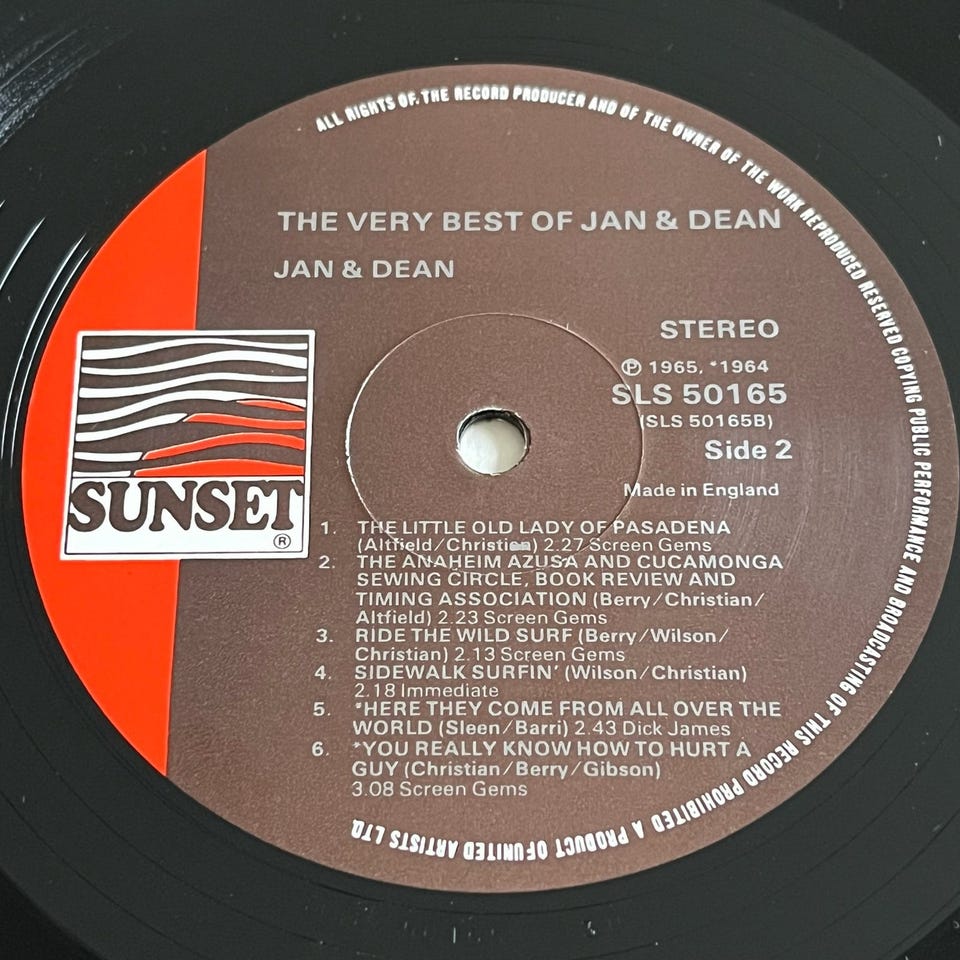 ALL RIGHTS OF THE RECORD PRODUCER AND OF THE OWNER OF THE WORK REPRODUCED RESERVED COPYING PUBLIC PERFORMANCE AND BROADCASTING OF THIS RECORD PROHIBITED A PRODUCT OF UNITED ARTISTS LTD.
THE VERY BEST OF JAN & DEAN
JAN & DEAN
STEREO
Ⓟ 1965, *1964
SLS 50165
(SLS 50165B)
Side 2
Made in England
SUNSET
®
1. THE LITTLE OLD LADY OF PASADENA
(Altfield/Christian) 2.27 Screen Gems
2. THE ANAHEIM AZUSA AND CUCAMONGA
SEWING CIRCLE, BOOK REVIEW AND
TIMING ASSOCIATION (Berry/Christian/
Altfield) 2.23 Screen Gems
3. RIDE THE WILD SURF (Berry/Wilson/
Christian) 2.13 Screen Gems
4. SIDEWALK SURFIN' (Wilson/Christian)
2.18 Immediate
5. *HERE THEY COME FROM ALL OVER THE
WORLD (Sleen/Barri) 2.43 Dick James
6. *YOU REALLY KNOW HOW TO HURT A
GUY (Christian/Berry/Gibson)
3.08 Screen Gems